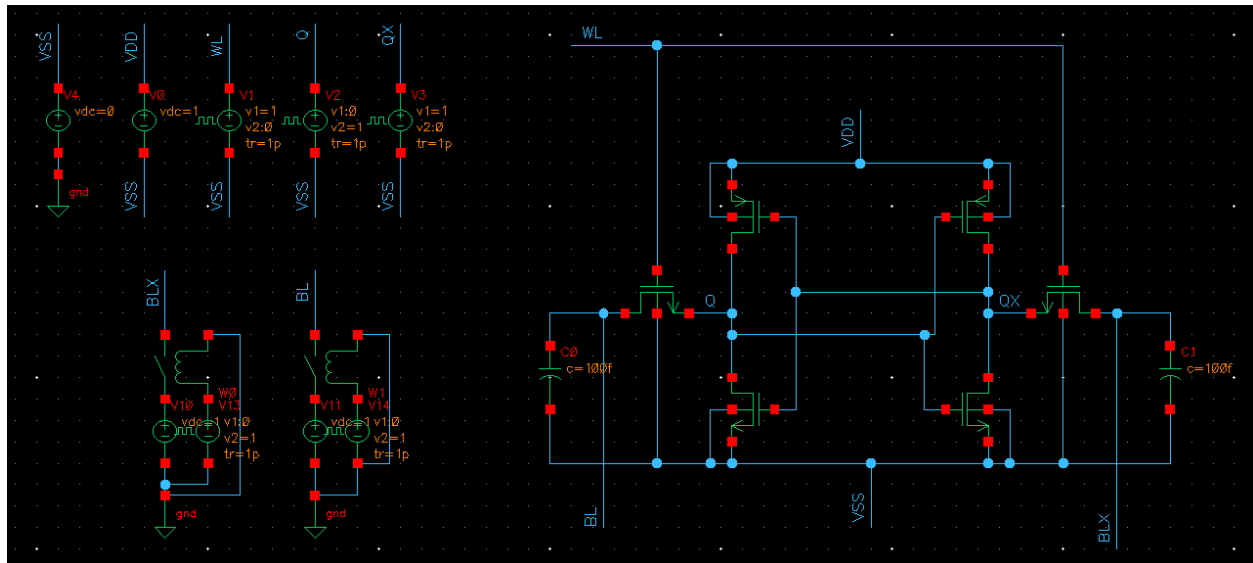 VSS
VDD
WL
Q
QX
V4
vdc=0
V0
vdc=1
V1
v1=1
v2:0
tr=1p
V2
v1:0
v2=1
tr=1p
V3
v1=1
v2:0
tr=1p
gnd
VSS
VSS
VSS
VSS
BLX
BL
W0
V10
V13
vdc=1
v1:0
v2=1
tr=1p
gnd
W1
V11
V14
vdc=1
v1:0
v2=1
tr=1p
gnd
WL
VDD
Q
QX
C0
c=100f
C1
c=100f
BL
VSS
BLX